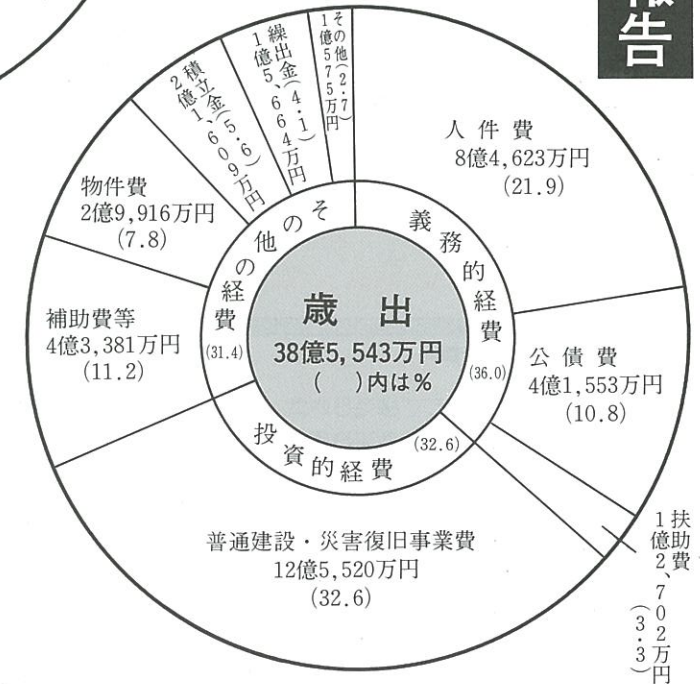 告
歳出
38億5,543万円
( )内は%
義務的経費
(36.0)
投資的経費
(32.6)
その他の経費
(31.4)
人件費
8億4,623万円
(21.9)
公債費
4億1,553万円
(10.8)
扶助費
1億2、702万円
(3.3)
普通建設・災害復旧事業費
12億5,520万円
(32.6)
補助費等
4億3,381万円
(11.2)
物件費
2億9,916万円
(7.8)
積立金(5.6)
2億1、609万円
繰出金(4.1)
1億5、664万円
その他(2.7)
1億575万円